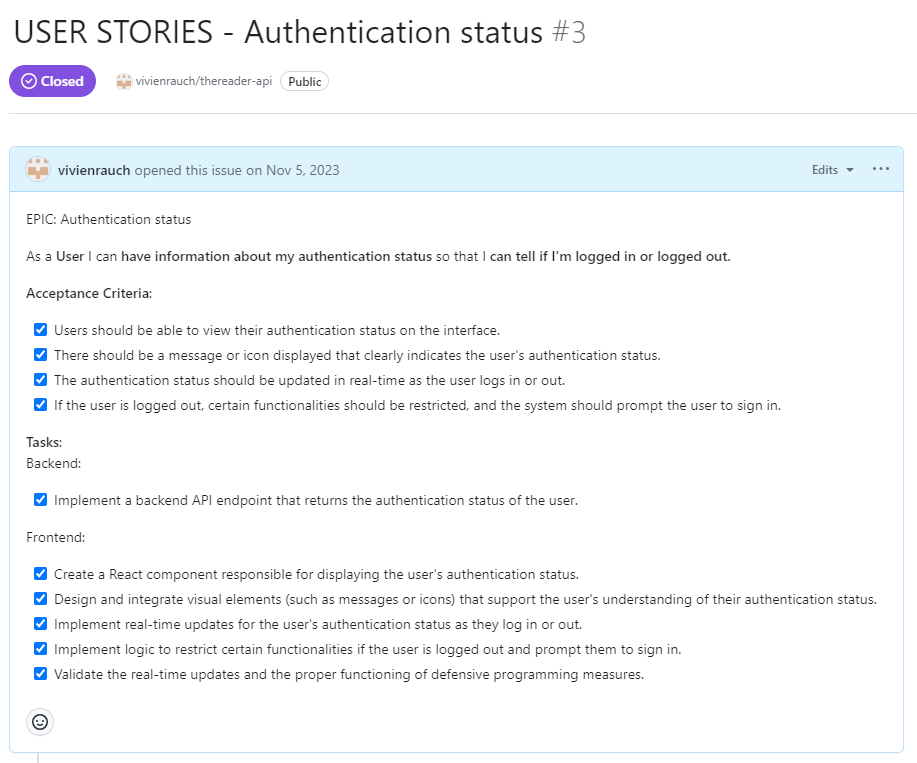 USER STORIES - Authentication status #3
Closed vivienrauch/thereader-api Public
vivienrauch opened this issue on Nov 5, 2023 Edits
EPIC: Authentication status
As a User I can have information about my authentication status so that I can tell if I'm logged in or logged out.
Acceptance Criteria:
Users should be able to view their authentication status on the interface.
There should be a message or icon displayed that clearly indicates the user's authentication status.
The authentication status should be updated in real-time as the user logs in or out.
If the user is logged out, certain functionalities should be restricted, and the system should prompt the user to sign in.
Tasks:
Backend:
Implement a backend API endpoint that returns the authentication status of the user.
Frontend:
Create a React component responsible for displaying the user's authentication status.
Design and integrate visual elements (such as messages or icons) that support the user's understanding of their authentication status.
Implement real-time updates for the user's authentication status as they log in or out.
Implement logic to restrict certain functionalities if the user is logged out and prompt them to sign in.
Validate the real-time updates and the proper functioning of defensive programming measures.